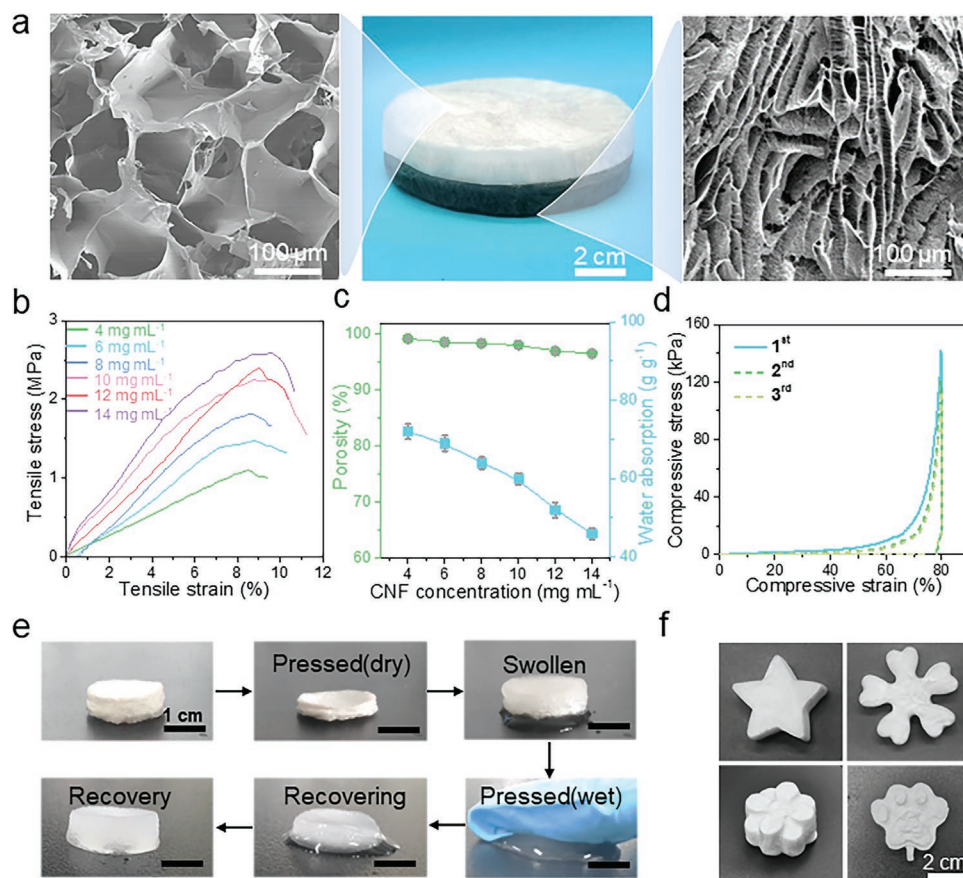 a
100 μm
2 cm
100 μm
b
Tensile stress (MPa)
3
2
1
0
4 mg mL⁻¹
6 mg mL⁻¹
8 mg mL⁻¹
10 mg mL⁻¹
12 mg mL⁻¹
14 mg mL⁻¹
0 2 4 6 8 10 12
Tensile strain (%)
c
Porosity (%)
100
90
80
70
60
4 6 8 10 12 14
CNF concentration (mg mL⁻¹)
100
80
60
40
Water absorption (g g⁻¹)
d
Compressive stress (kPa)
160
120
80
40
0
1ˢᵗ
2ⁿᵈ
3ʳᵈ
0 20 40 60 80
Compressive strain (%)
e
1 cm
Pressed(dry)
Swollen
Recovery
Recovering
Pressed(wet)
f
2 cm